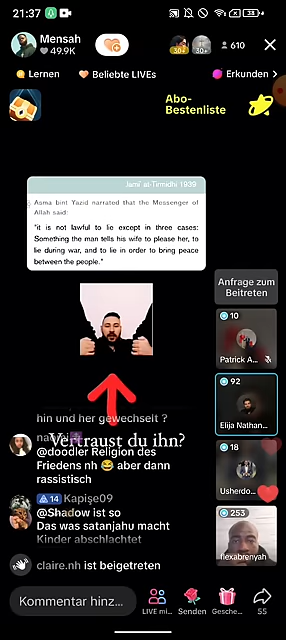 21:37
38
Mensah
49.9K
30+
30+
610
Lernen
Beliebte LIVEs
Erkunden
Abo-
Bestenliste
Jami` at-Tirmidhi 1939
Asma bint Yazid narrated that the Messenger of
Allah said:
"it is not lawful to lie except in three cases:
Something the man tells his wife to please her, to
lie during war, and to lie in order to bring peace
between the people."
Anfrage zum
Beitreten
10
Patrick A...
92
Elija Nathan...
18
Usherdo...
253
flexabrenyah
Vertraust du ihn?
hin und her gewechselt ?
@doodler Religion des
Friedens nh 😂 aber dann
rassistisch
14 Kapişe09
@Shadow ist so
Das was satanjahu macht
Kinder abschlachtet
claire.nh ist beigetreten
Kommentar hinz...
LIVE mi...
Senden
Gesche...
55